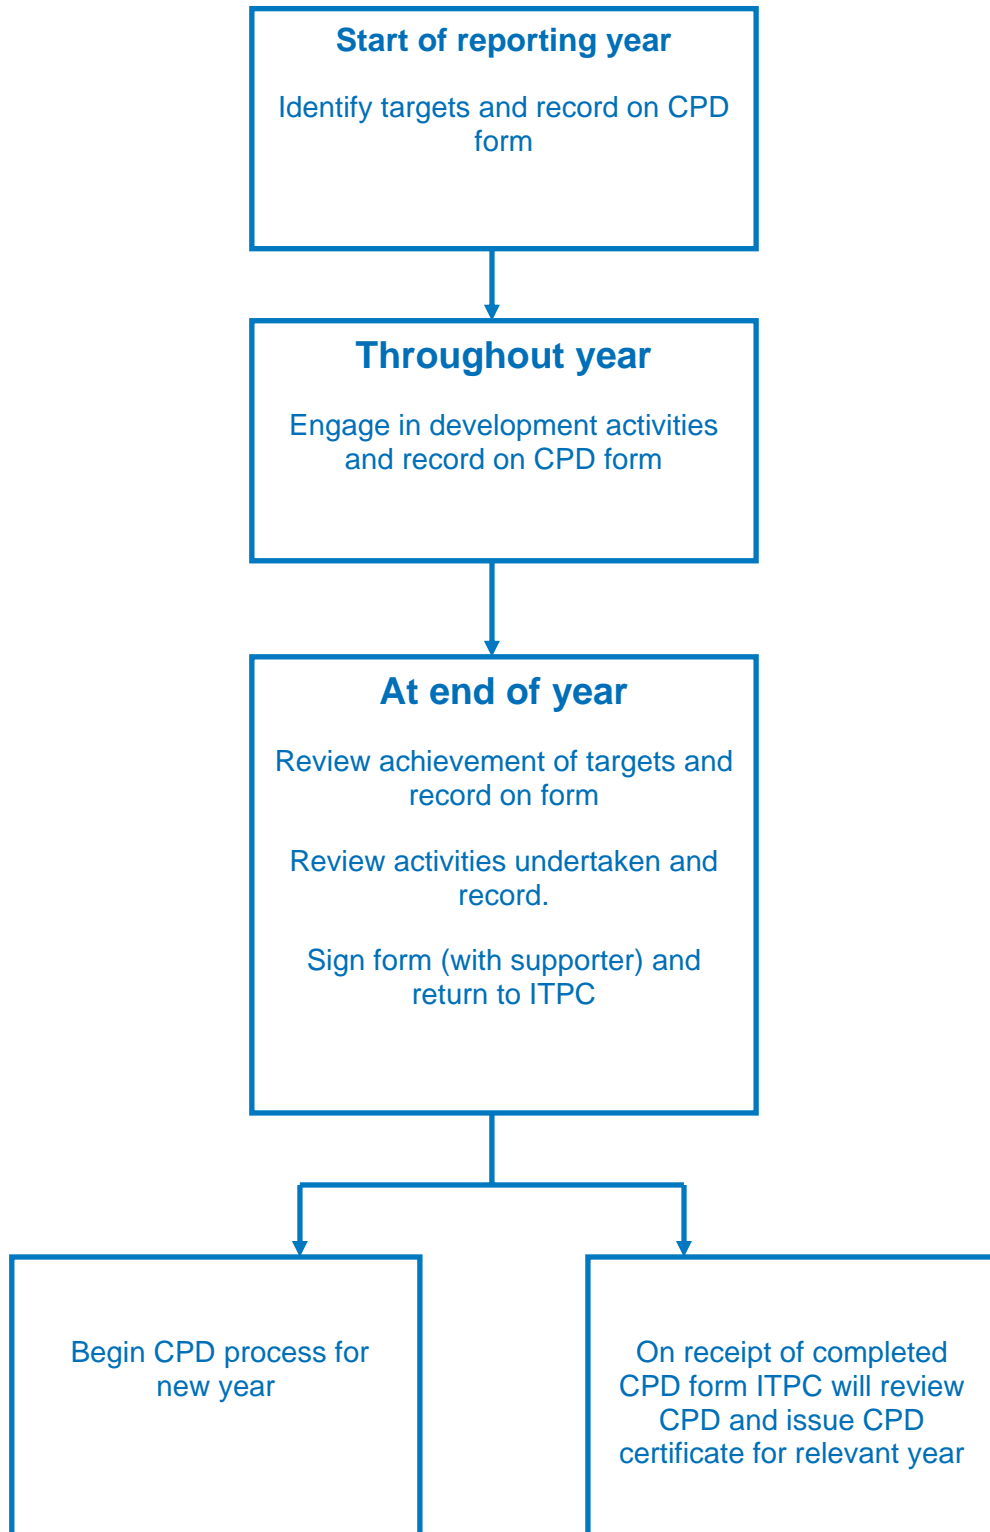 Start of reporting year
Identify targets and record on CPD
form
Throughout year
Engage in development activities
and record on CPD form
At end of year
Review achievement of targets and
record on form
Review activities undertaken and
record.
Sign form (with supporter) and
return to ITPC
Begin CPD process for
new year
On receipt of completed
CPD form ITPC will review
CPD and issue CPD
certificate for relevant year